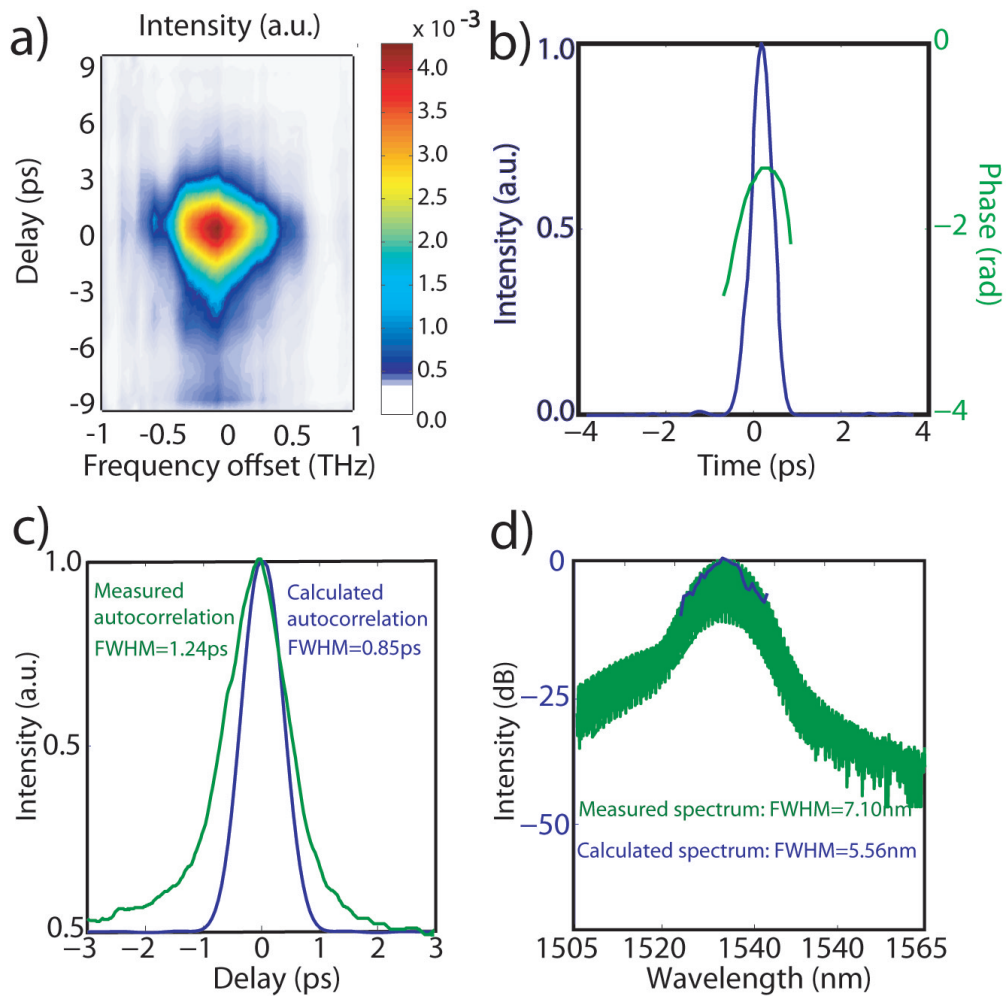 a)
Intensity (a.u.)
x 10 -3
9
6
3
0
-3
-6
-9
Delay (ps)
-1
-0.5
0
0.5
1
Frequency offset (THz)
4.0
3.5
3.0
2.5
2.0
1.5
1.0
0.5
0.0
b)
1.0
0.5
0.0
Intensity (a.u.)
0
−2
−4
Phase (rad)
−4
−2
0
2
4
Time (ps)
c)
1.0
0.5
0.5
Intensity (a.u.)
Measured
autocorrelation
FWHM=1.24ps
Calculated
autocorrelation
FWHM=0.85ps
−3
−2
−1
0
1
2
3
Delay (ps)
d)
0
−25
−50
Intensity (dB)
Measured spectrum: FWHM=7.10nm
Calculated spectrum: FWHM=5.56nm
1505
1520
1540
1540
1565
Wavelength (nm)